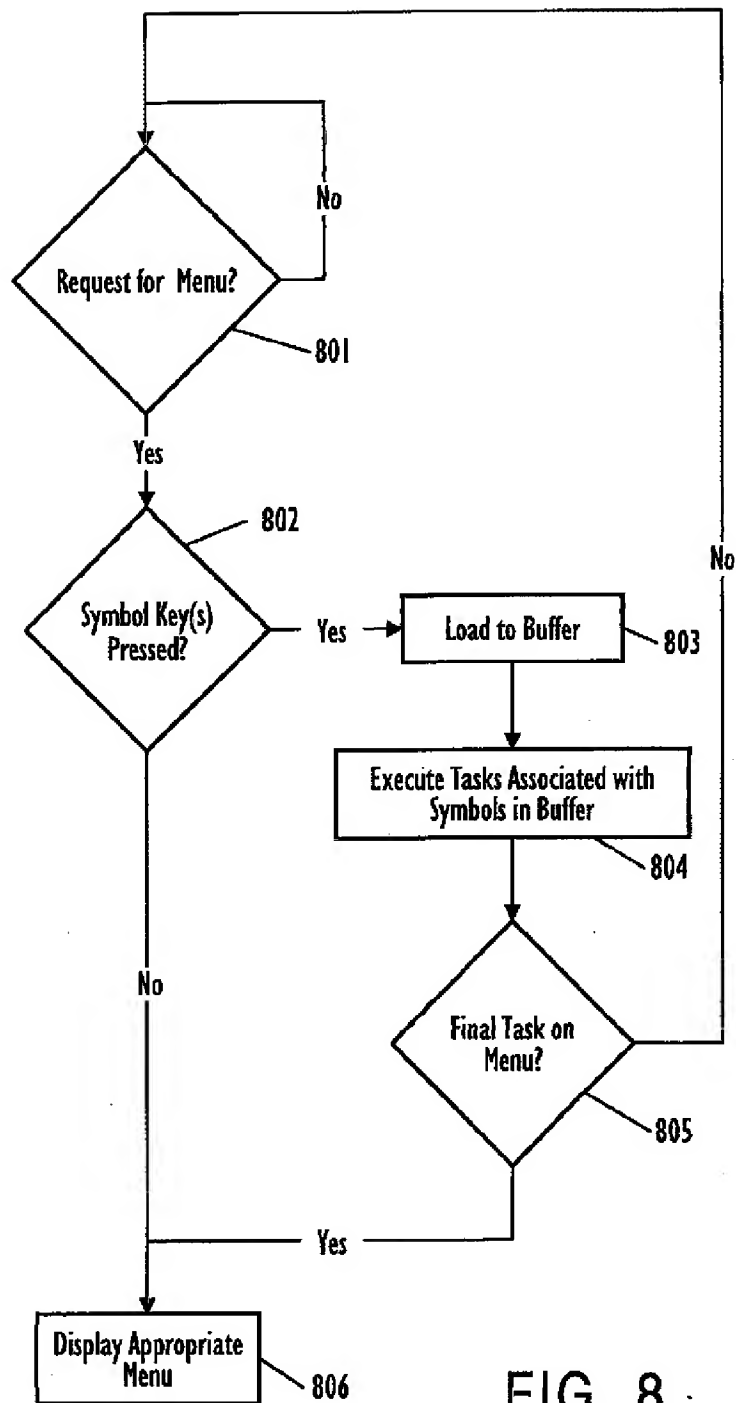 No
Request for Menu?
801
Yes
802
Symbol Key(s)
Pressed?
Yes
Load to Buffer
803
No
Execute Tasks Associated with
Symbols in Buffer
804
No
Final Task on
Menu?
805
Yes
Display Appropriate
Menu
806
FIG. 8